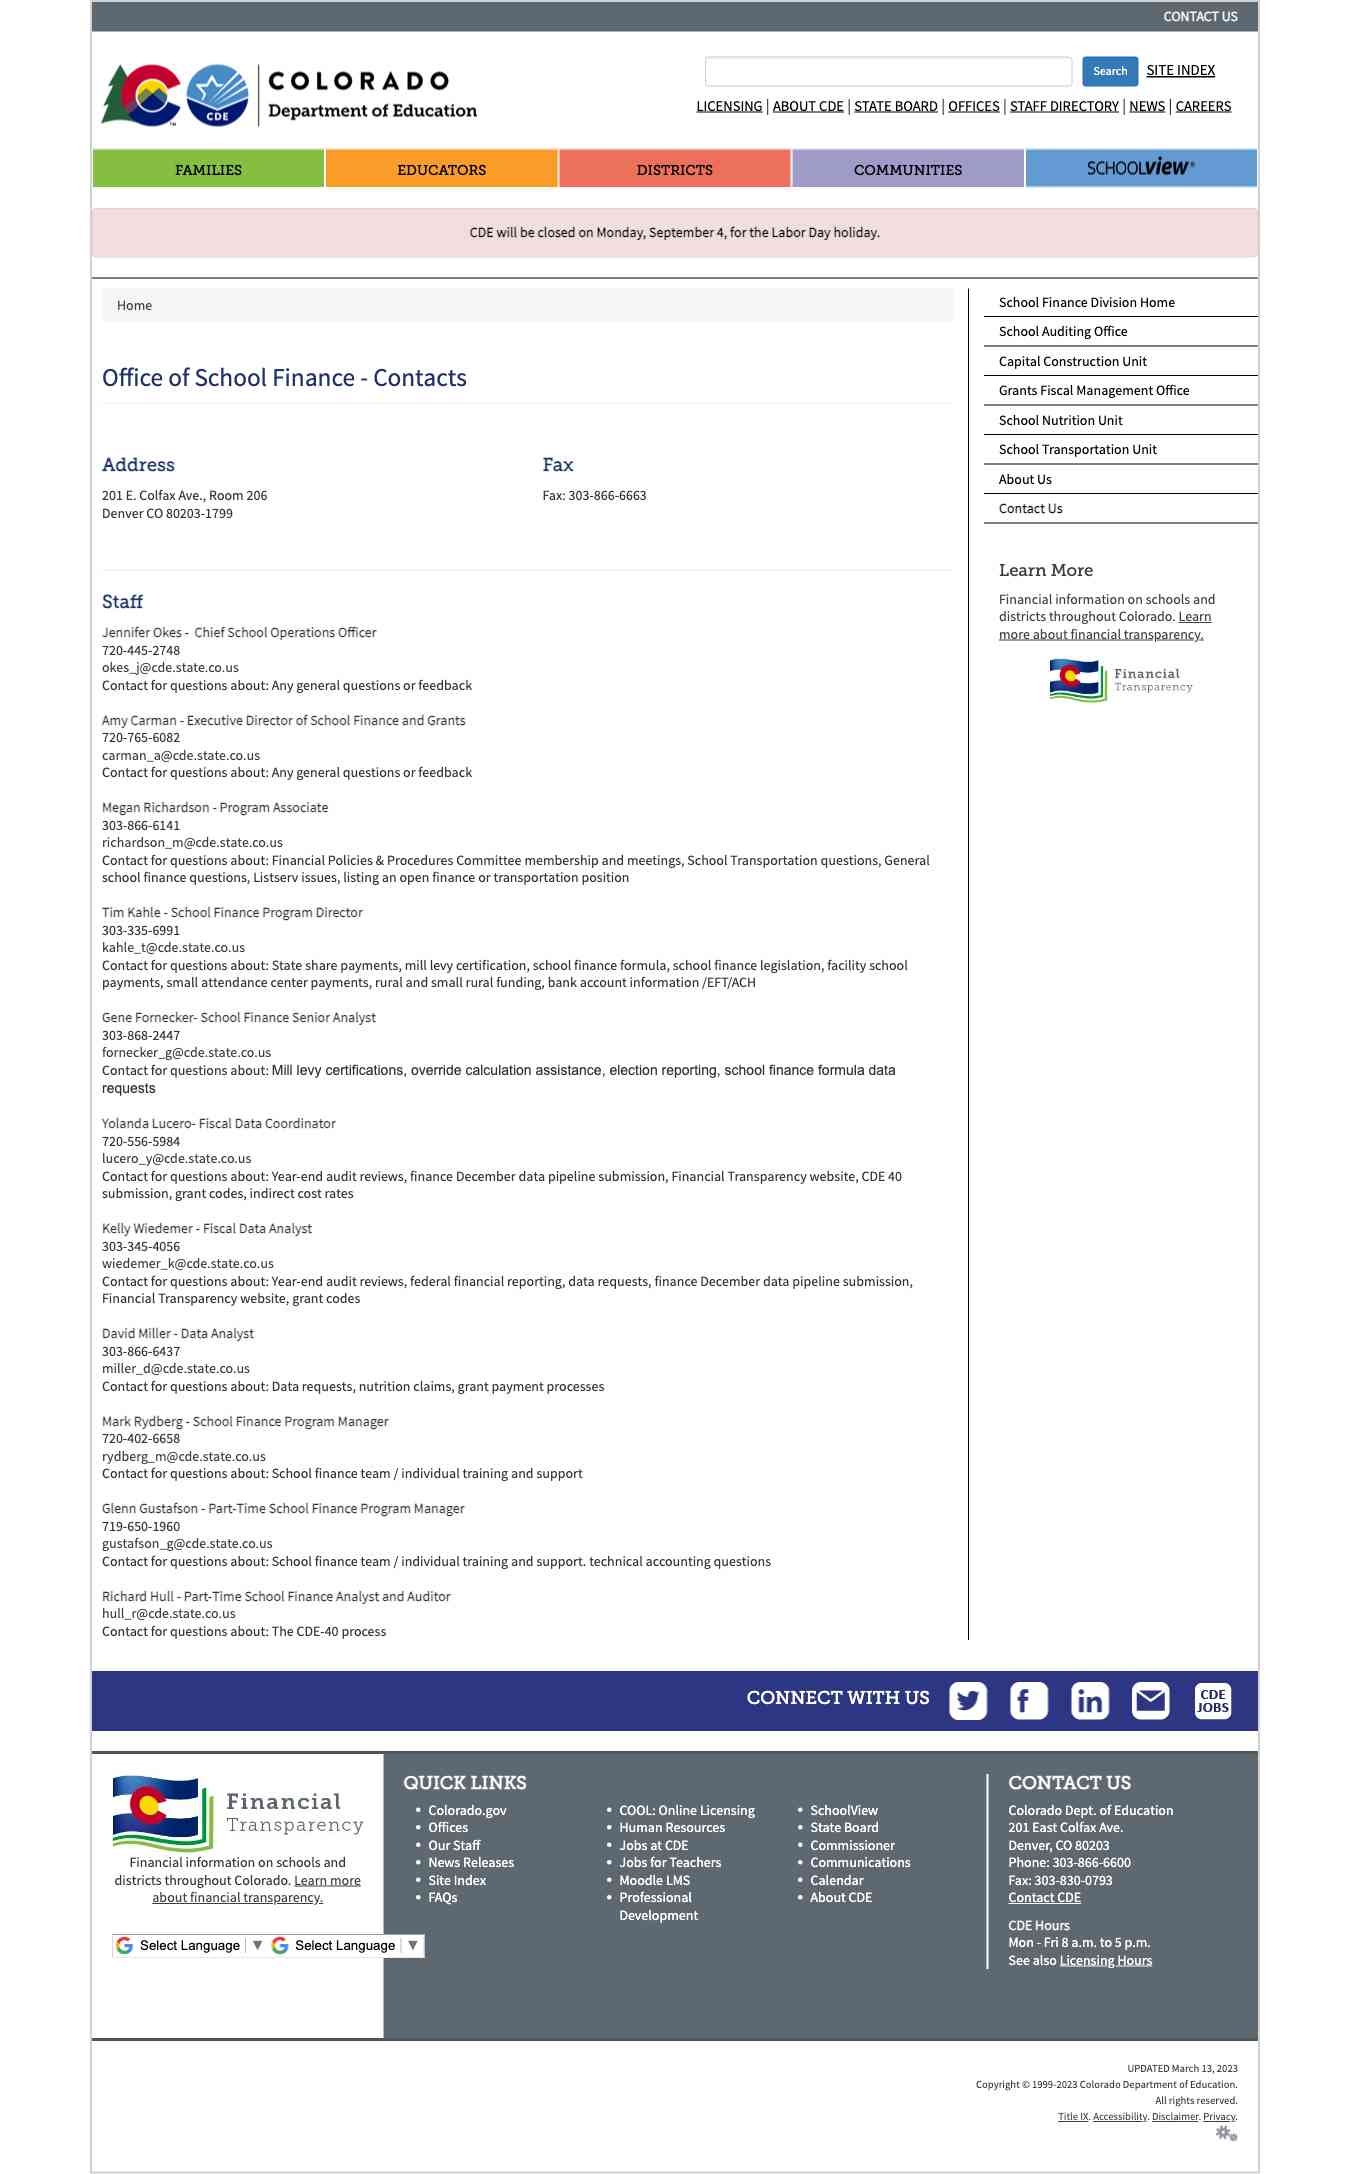 CONTACT US
COLORADO
Department of Education
CDE
Search
SITE INDEX
LICENSING | ABOUT CDE | STATE BOARD | OFFICES | STAFF DIRECTORY | NEWS | CAREERS
FAMILIES
EDUCATORS
DISTRICTS
COMMUNITIES
SCHOOLVIEW®
CDE will be closed on Monday, September 4, for the Labor Day holiday.
Home
Office of School Finance - Contacts
Address
201 E. Colfax Ave., Room 206
Denver CO 80203-1799
Fax
Fax: 303-866-6663
Staff
Jennifer Okes - Chief School Operations Officer
720-445-2748
okes_j@cde.state.co.us
Contact for questions about: Any general questions or feedback
Amy Carman - Executive Director of School Finance and Grants
720-765-6082
carman_a@cde.state.co.us
Contact for questions about: Any general questions or feedback
Megan Richardson - Program Associate
303-866-6141
richardson_m@cde.state.co.us
Contact for questions about: Financial Policies & Procedures Committee membership and meetings, School Transportation questions, General
school finance questions, Listserv issues, listing an open finance or transportation position
Tim Kahle - School Finance Program Director
303-335-6991
kahle_t@cde.state.co.us
Contact for questions about: State share payments, mill levy certification, school finance formula, school finance legislation, facility school
payments, small attendance center payments, rural and small rural funding, bank account information /EFT/ACH
Gene Fornecker- School Finance Senior Analyst
303-868-2447
fornecker_g@cde.state.co.us
Contact for questions about: Mill levy certifications, override calculation assistance, election reporting, school finance formula data
requests
Yolanda Lucero- Fiscal Data Coordinator
720-556-5984
lucero_y@cde.state.co.us
Contact for questions about: Year-end audit reviews, finance December data pipeline submission, Financial Transparency website, CDE 40
submission, grant codes, indirect cost rates
Kelly Wiedemer - Fiscal Data Analyst
303-345-4056
wiedemer_k@cde.state.co.us
Contact for questions about: Year-end audit reviews, federal financial reporting, data requests, finance December data pipeline submission,
Financial Transparency website, grant codes
David Miller - Data Analyst
303-866-6437
miller_d@cde.state.co.us
Contact for questions about: Data requests, nutrition claims, grant payment processes
Mark Rydberg - School Finance Program Manager
720-402-6658
rydberg_m@cde.state.co.us
Contact for questions about: School finance team / individual training and support
Glenn Gustafson - Part-Time School Finance Program Manager
719-650-1960
gustafson_g@cde.state.co.us
Contact for questions about: School finance team / individual training and support. technical accounting questions
Richard Hull - Part-Time School Finance Analyst and Auditor
hull_r@cde.state.co.us
Contact for questions about: The CDE-40 process
School Finance Division Home
School Auditing Office
Capital Construction Unit
Grants Fiscal Management Office
School Nutrition Unit
School Transportation Unit
About Us
Contact Us
Learn More
Financial information on schools and
districts throughout Colorado. Learn
more about financial transparency.
Financial
Transparency
CONNECT WITH US
CDE
JOBS
Financial
Transparency
Financial information on schools and
districts throughout Colorado. Learn more
about financial transparency.
Select Language ▼
Select Language ▼
QUICK LINKS
Colorado.gov
Offices
Our Staff
News Releases
Site Index
FAQs
COOL: Online Licensing
Human Resources
Jobs at CDE
Jobs for Teachers
Moodle LMS
Professional
Development
SchoolView
State Board
Commissioner
Communications
Calendar
About CDE
CONTACT US
Colorado Dept. of Education
201 East Colfax Ave.
Denver, CO 80203
Phone: 303-866-6600
Fax: 303-830-0793
Contact CDE
CDE Hours
Mon - Fri 8 a.m. to 5 p.m.
See also Licensing Hours
UPDATED March 13, 2023
Copyright © 1999-2023 Colorado Department of Education.
All rights reserved.
Title IX. Accessibility. Disclaimer. Privacy.